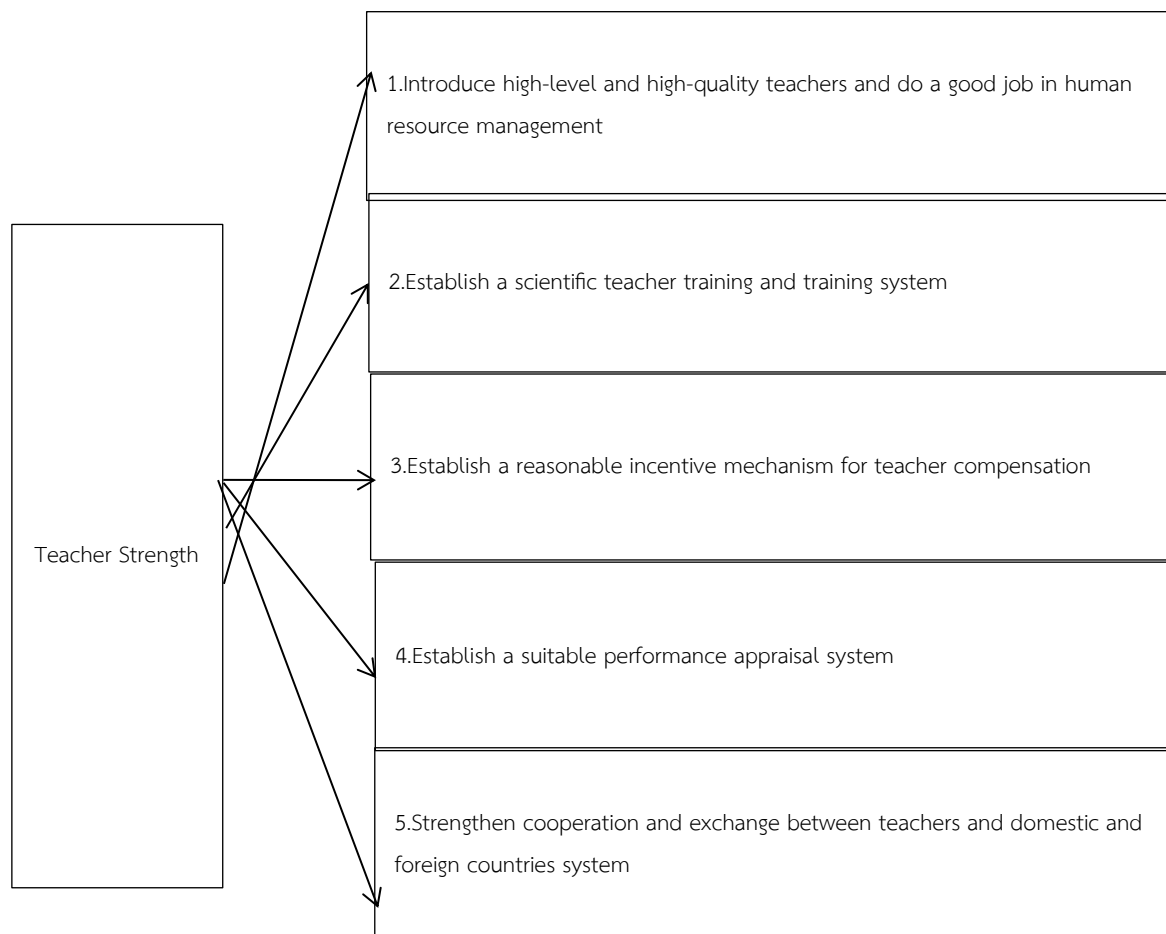 1.Introduce high-level and high-quality teachers and do a good job in human
resource management
2.Establish a scientific teacher training and training system
3.Establish a reasonable incentive mechanism for teacher compensation
Teacher Strength
4.Establish a suitable performance appraisal system
5.Strengthen cooperation and exchange between teachers and domestic and
foreign countries system